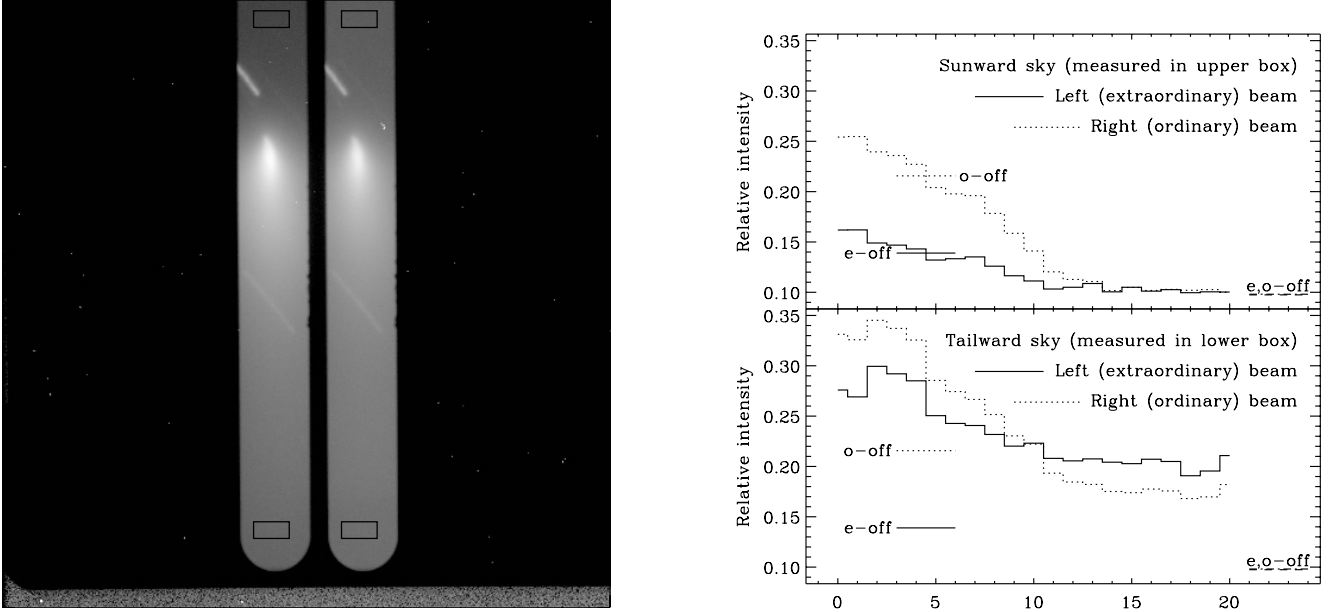 0.35
Sunward sky (measured in upper box)
0.30
Left (extraordinary) beam
Right (ordinary) beam
0.25
Relative intensity
0.20
o-off
0.15
e-off
0.10
e,o-off
0.35
Tailward sky (measured in lower box)
0.30
Left (extraordinary) beam
Right (ordinary) beam
0.25
Relative intensity
o-off
0.20
0.15
e-off
0.10
e,o-off
0 5 10 15 20